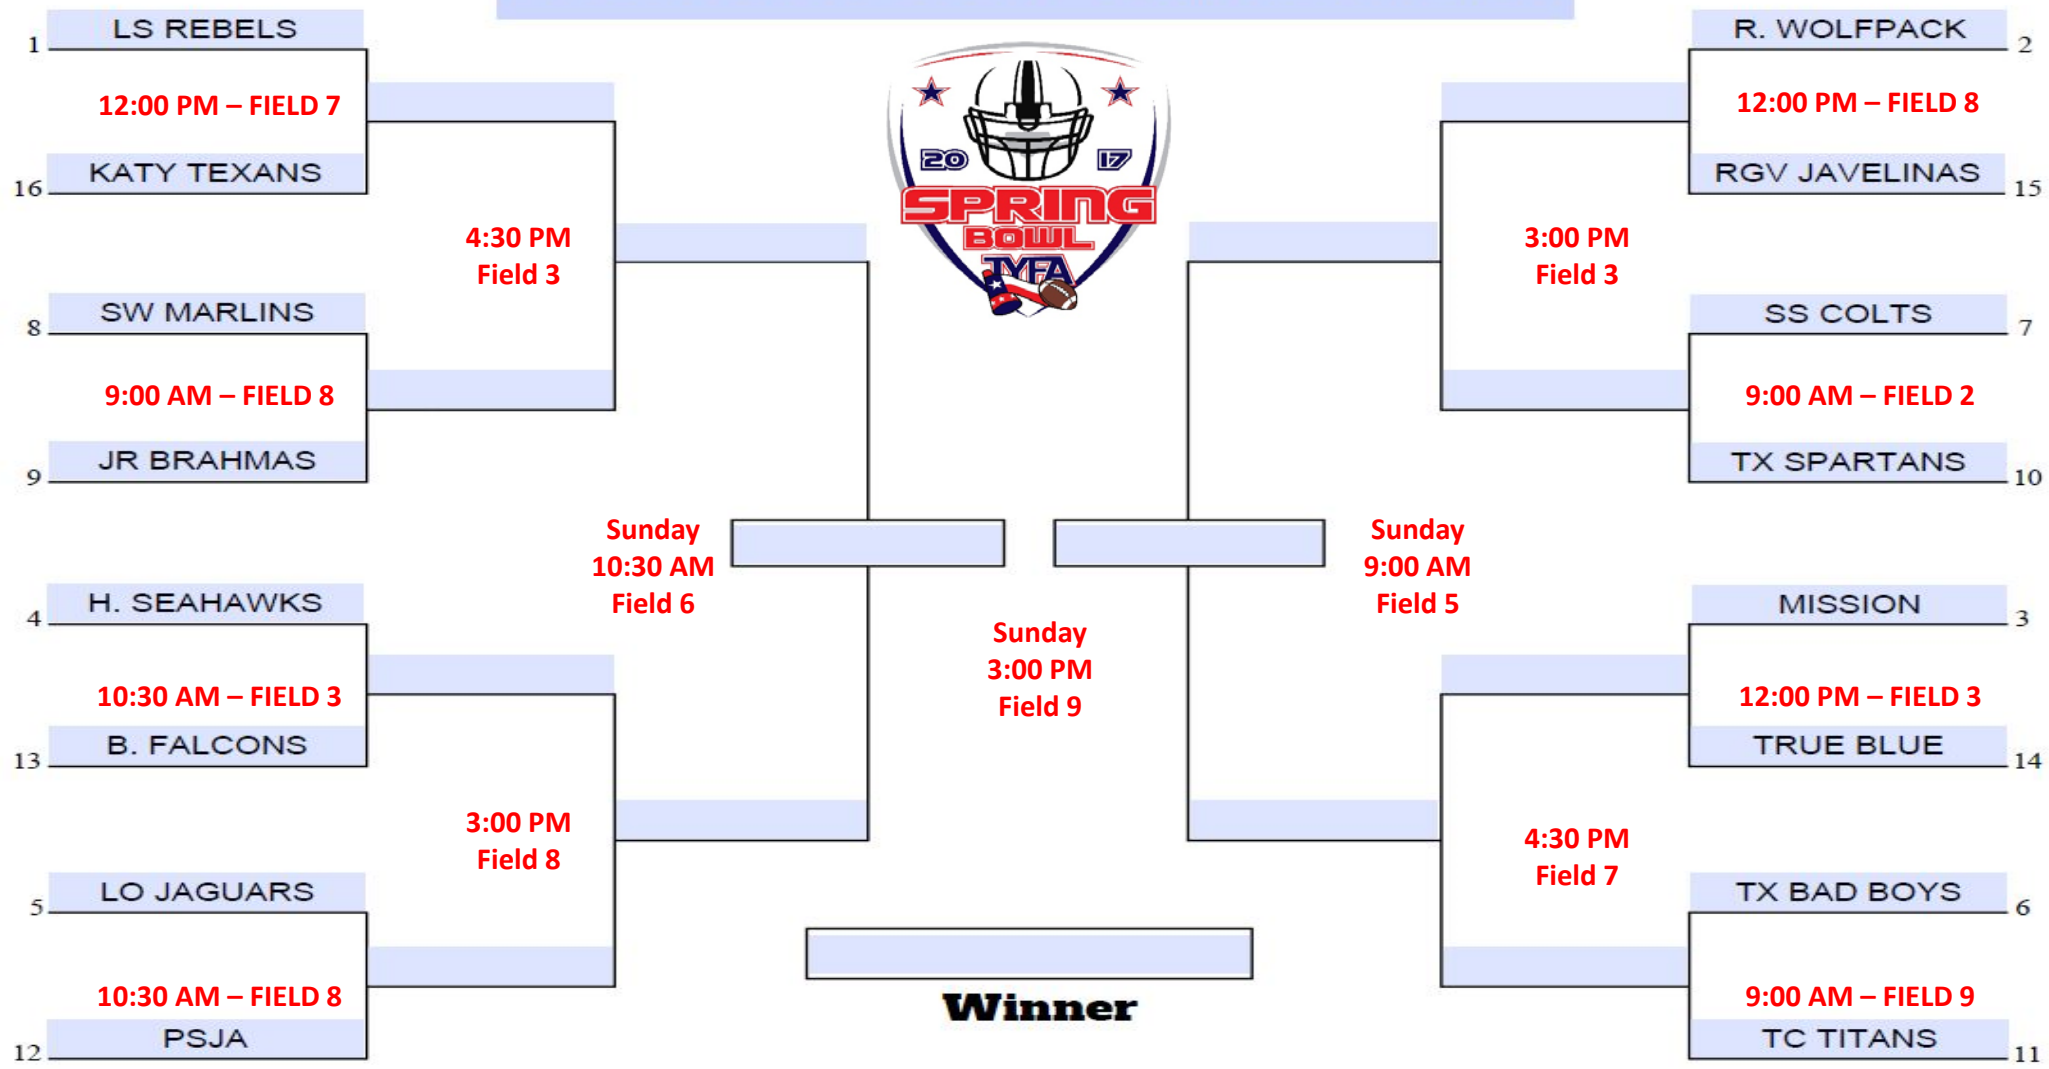 LS REBELS
1
12:00 PM – FIELD 7
KATY TEXANS
16
4:30 PM
Field 3
SW MARLINS
8
9:00 AM – FIELD 8
JR BRAHMAS
9
Sunday
10:30 AM
Field 6
H. SEAHAWKS
4
10:30 AM – FIELD 3
B. FALCONS
13
3:00 PM
Field 8
LO JAGUARS
5
10:30 AM – FIELD 8
PSJA
12
20 17
SPRING
BOWL
TYFA
Sunday
3:00 PM
Field 9
Winner
R. WOLFPACK
2
12:00 PM – FIELD 8
RGV JAVELINAS
15
3:00 PM
Field 3
SS COLTS
7
9:00 AM – FIELD 2
TX SPARTANS
10
Sunday
9:00 AM
Field 5
MISSION
3
12:00 PM – FIELD 3
TRUE BLUE
14
4:30 PM
Field 7
TX BAD BOYS
6
9:00 AM – FIELD 9
TC TITANS
11